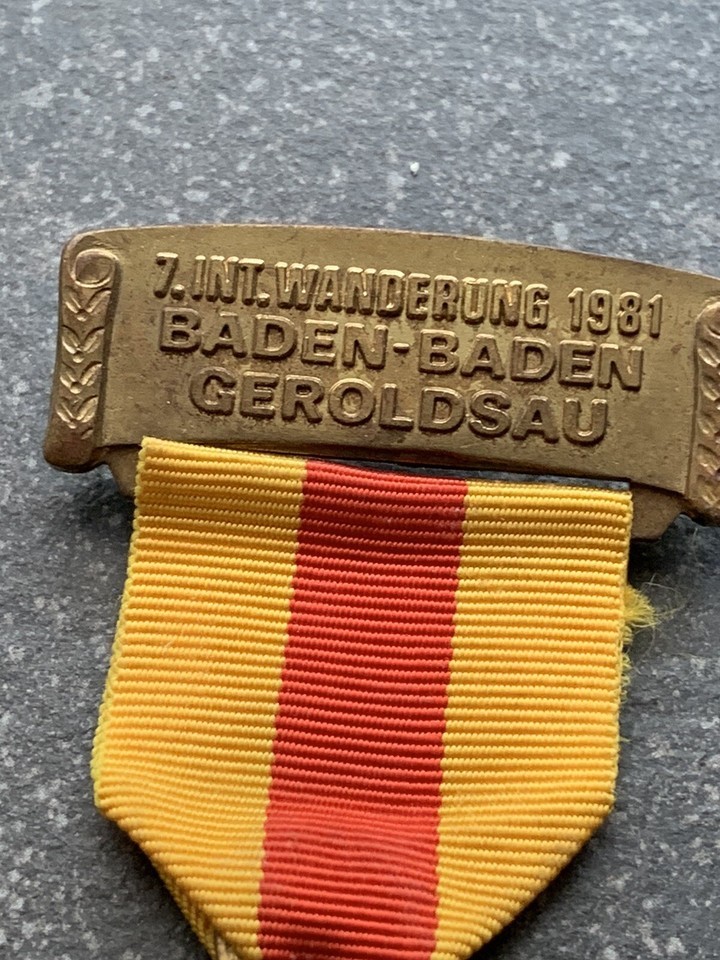 7. INT. WANDERUNG 1981
BADEN-BADEN
GEROLDSAU